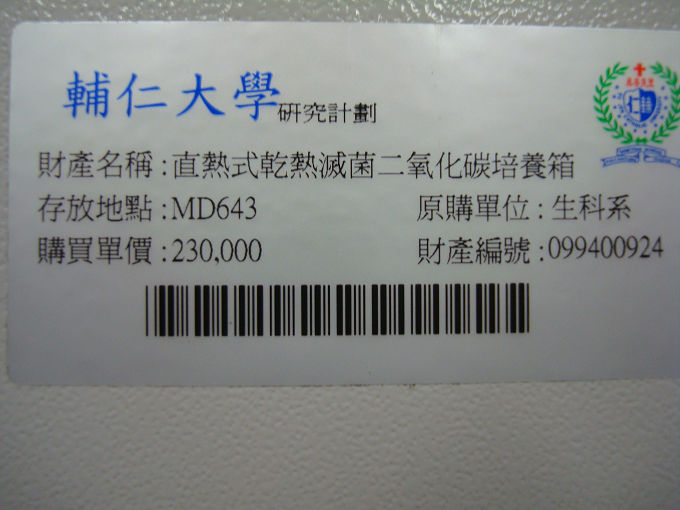 輔仁大學研究計劃
財產名稱:直熱式乾熱滅菌二氧化碳培養箱
存放地點:MD643 原購單位:生科系
購買單價:230,000 財產編號:099400924